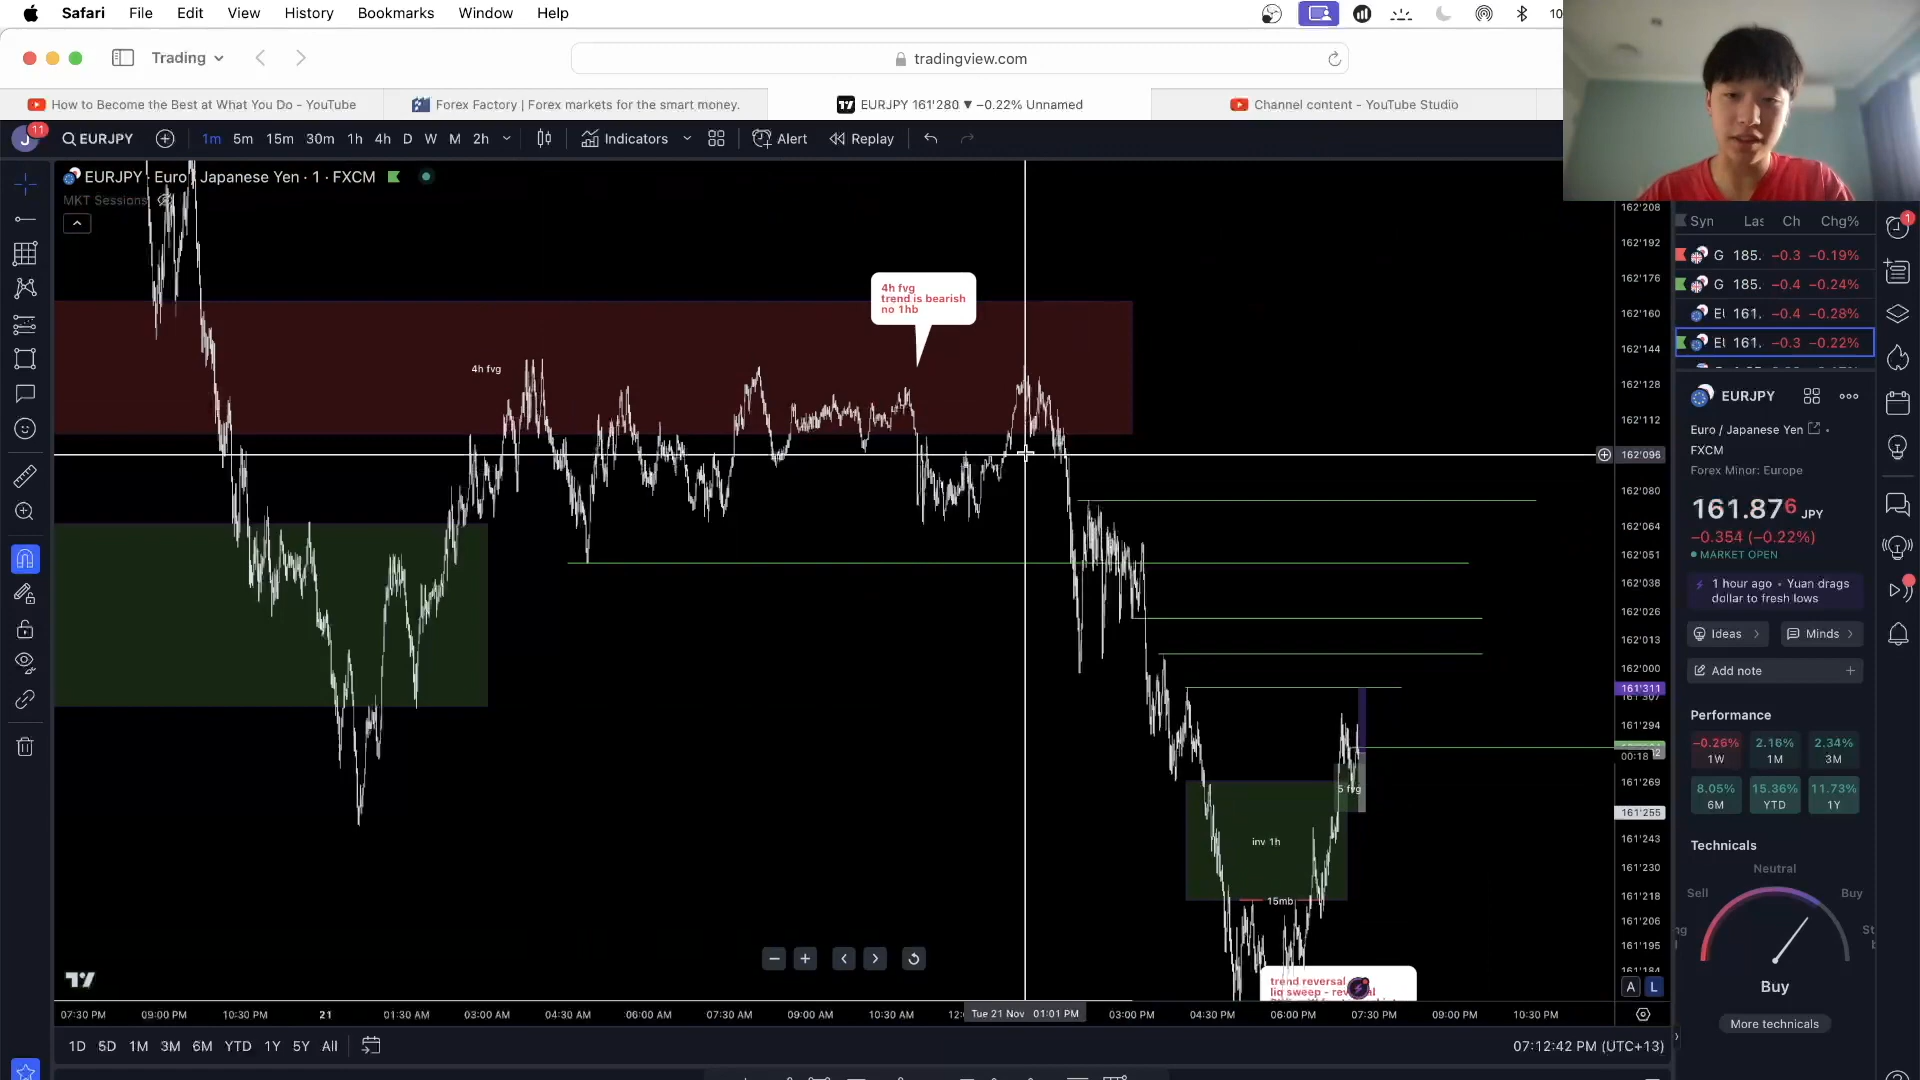 Safari File Edit View History Bookmarks Window Help
10
Trading
tradingview.com
How to Become the Best at What You Do - YouTube
Forex Factory | Forex markets for the smart money.
EURJPY 161'280 ▼ −0.22% Unnamed
Channel content - YouTube Studio
11
J
EURJPY
1m 5m 15m 30m 1h 4h D W M 2h
Indicators
Alert
Replay
EURJPY · Euro / Japanese Yen · 1 · FXCM
MKT Sessions
4h fvg
trend is bearish
no 1hb
4h fvg
5 fvg
inv 1h
15mb
trend reversal
162'208
162'192
162'176
162'160
162'144
162'128
162'112
162'096
162'080
162'064
162'051
162'038
162'026
162'013
162'000
161'311
161'307
161'294
00:18
161'269
161'255
161'243
161'230
161'218
161'206
161'195
161'184
A L
07:30 PM 09:00 PM 10:30 PM 21 01:30 AM 03:00 AM 04:30 AM 06:00 AM 07:30 AM 09:00 AM 10:30 AM Tue 21 Nov 01:01 PM 03:00 PM 04:30 PM 06:00 PM 07:30 PM 09:00 PM 10:30 PM
1D 5D 1M 3M 6M YTD 1Y 5Y All
07:12:42 PM (UTC+13)
Syn Las Ch Chg%
G 185. −0.3 −0.19%
G 185. −0.4 −0.24%
161. −0.4 −0.28%
161. −0.3 −0.22%
1
EURJPY
Euro / Japanese Yen
FXCM
Forex Minor: Europe
161.876 JPY
−0.354 (−0.22%)
MARKET OPEN
1 hour ago • Yuan drags
dollar to fresh lows
Ideas
Minds
Add note
Performance
−0.26% 2.16% 2.34%
1W 1M 3M
8.05% 15.36% 11.73%
6M YTD 1Y
Technicals
Neutral
Sell Buy
Buy
More technicals